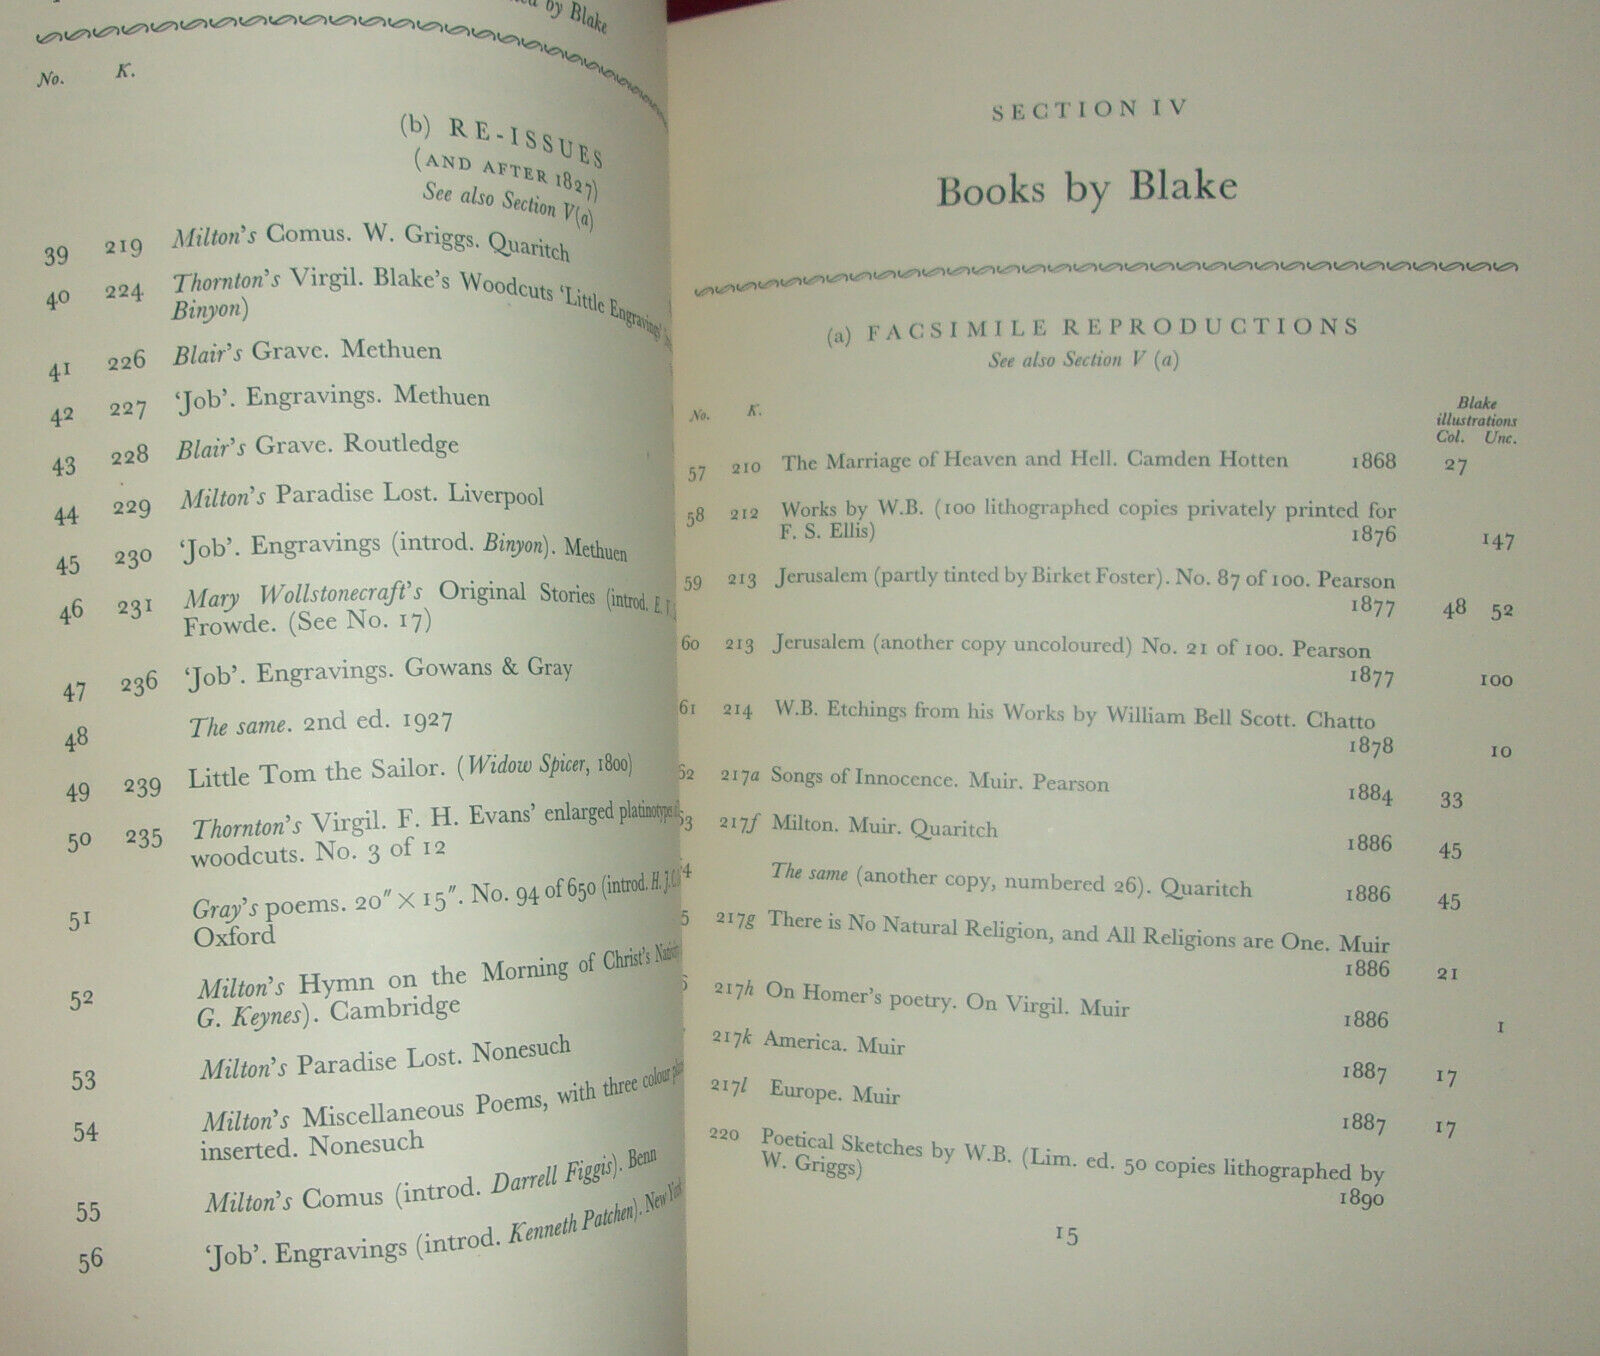 by Blake
No. K.
(b) RE-ISSUES
(AND AFTER 1827)
See also Section V(a)
39 219 Milton's Comus. W. Griggs. Quaritch
40 224 Thornton's Virgil. Blake's Woodcuts 'Little Engravings'
Binyon)
41 226 Blair's Grave. Methuen
42 227 'Job'. Engravings. Methuen
43 228 Blair's Grave. Routledge
44 229 Milton's Paradise Lost. Liverpool
45 230 'Job'. Engravings (introd. Binyon). Methuen
46 231 Mary Wollstonecraft's Original Stories (introd. E. V.
Frowde. (See No. 17)
47 236 'Job'. Engravings. Gowans & Gray
48 The same. 2nd ed. 1927
49 239 Little Tom the Sailor. (Widow Spicer, 1800)
50 235 Thornton's Virgil. F. H. Evans' enlarged platinotypes
woodcuts. No. 3 of 12
51 Gray's poems. 20" × 15". No. 94 of 650 (introd. H. J. C.
Oxford
52 Milton's Hymn on the Morning of Christ's Nativity
G. Keynes). Cambridge
53 Milton's Paradise Lost. Nonesuch
54 Milton's Miscellaneous Poems, with three colour
inserted. Nonesuch
55 Milton's Comus (introd. Darrell Figgis). Benn
56 'Job'. Engravings (introd. Kenneth Patchen). New York
SECTION IV
Books by Blake
(a) FACSIMILE REPRODUCTIONS
See also Section V (a)
Blake
illustrations
No. K. Col. Unc.
57 210 The Marriage of Heaven and Hell. Camden Hotten 1868 27
58 212 Works by W.B. (100 lithographed copies privately printed for
F. S. Ellis) 1876 147
59 213 Jerusalem (partly tinted by Birket Foster). No. 87 of 100. Pearson
1877 48 52
60 213 Jerusalem (another copy uncoloured) No. 21 of 100. Pearson
1877 100
61 214 W.B. Etchings from his Works by William Bell Scott. Chatto
1878 10
62 217a Songs of Innocence. Muir. Pearson 1884 33
63 217f Milton. Muir. Quaritch 1886 45
4 The same (another copy, numbered 26). Quaritch 1886 45
5 217g There is No Natural Religion, and All Religions are One. Muir
1886 21
6 217h On Homer's poetry. On Virgil. Muir 1886 1
217k America. Muir 1887 17
217l Europe. Muir 1887 17
220 Poetical Sketches by W.B. (Lim. ed. 50 copies lithographed by
W. Griggs) 1890
15